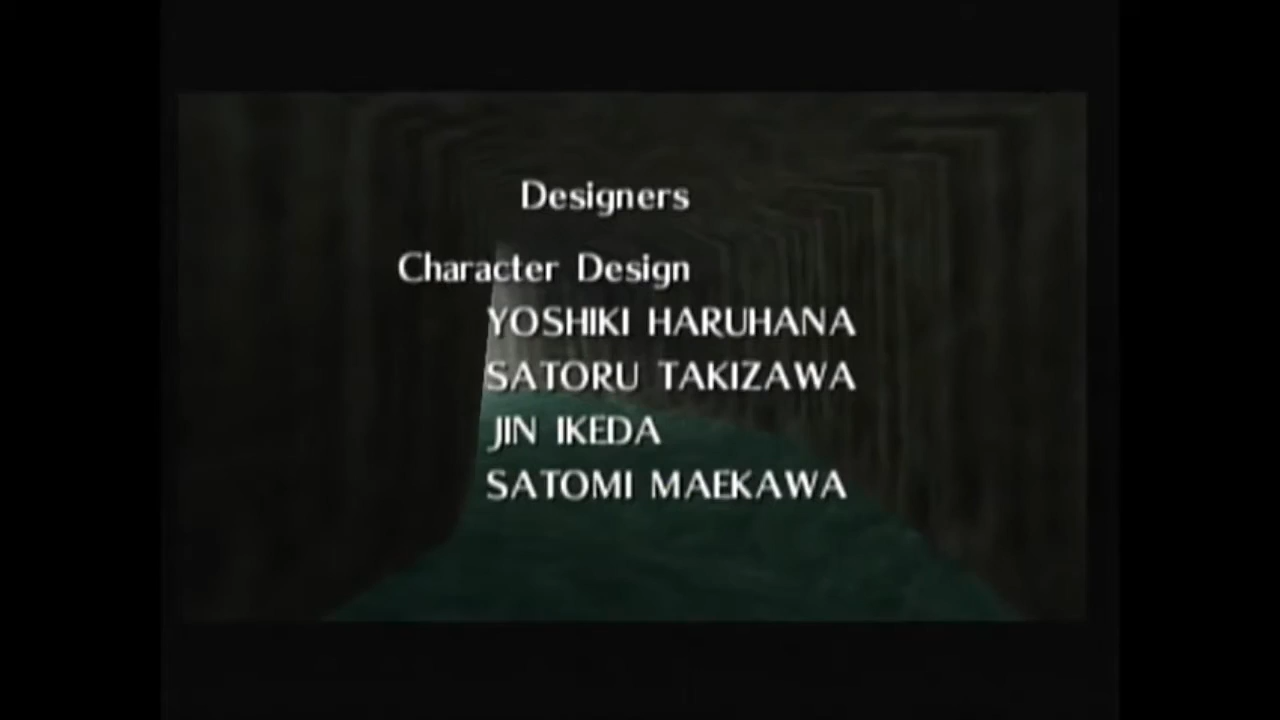 Designers
Character Design
YOSHIKI HARUHANA
SATORU TAKIZAWA
JIN IKEDA
SATOMI MAEKAWA